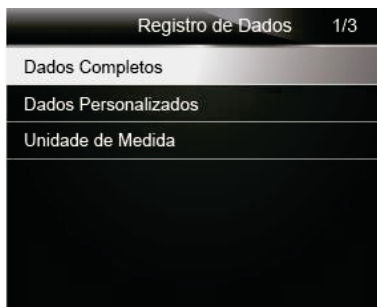 Registro de Dados 1/3
Dados Completos
Dados Personalizados
Unidade de Medida